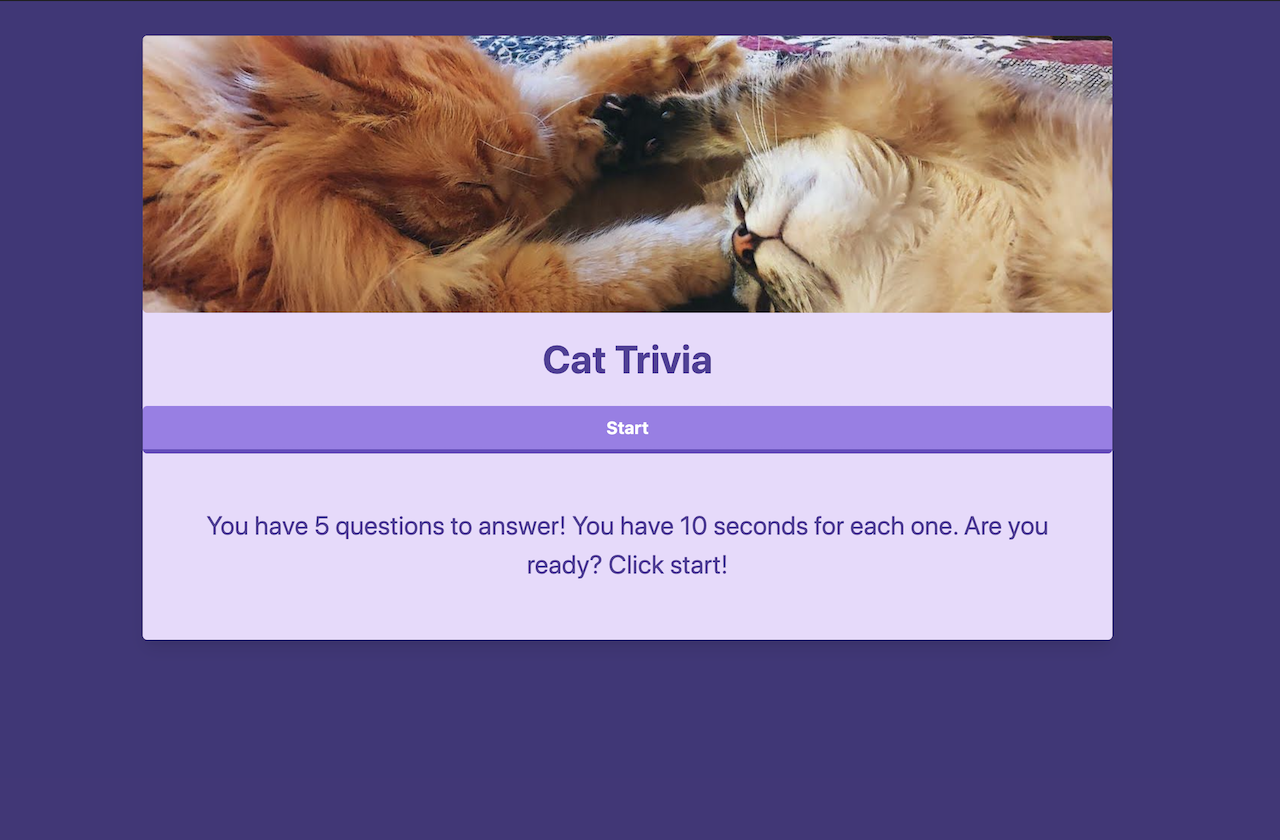 Cat Trivia
Start
You have 5 questions to answer! You have 10 seconds for each one. Are you
ready? Click start!